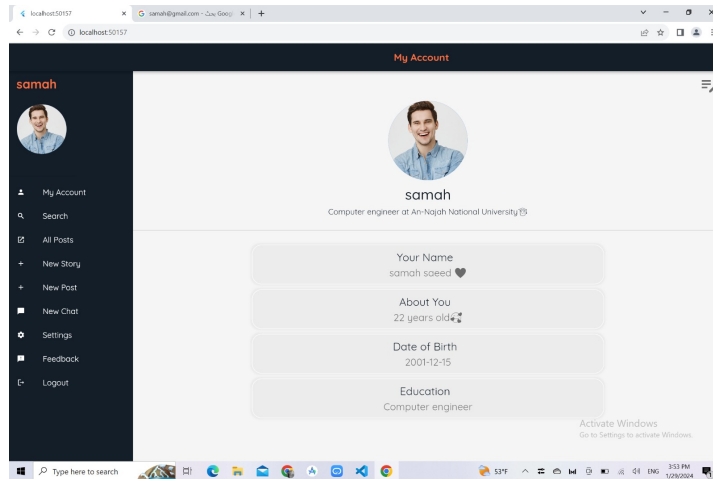 localhost:50157
samah@gmail.com - بحث Googl
localhost:50157
My Account
samah
samah
Computer engineer at An-Najah National University
My Account
Search
All Posts
New Story
New Post
New Chat
Settings
Feedback
Logout
Your Name
samah saeed
About You
22 years old
Date of Birth
2001-12-15
Education
Computer engineer
Activate Windows
Go to Settings to activate Windows.
Type here to search
53°F
ENG
3:53 PM
1/29/2024